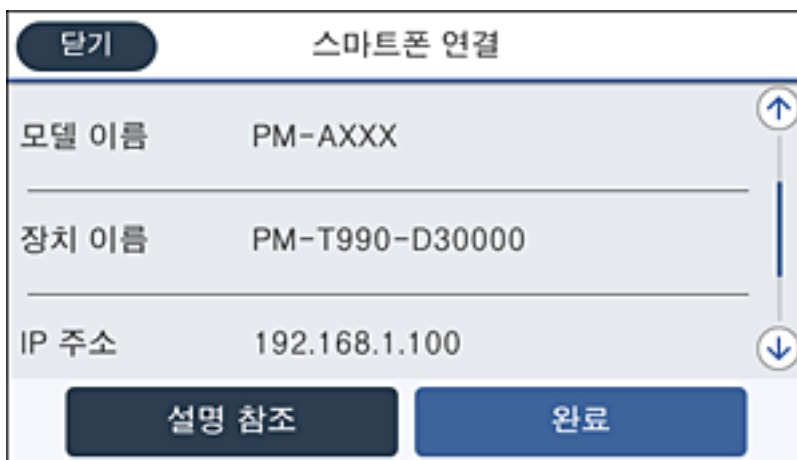 닫기 스마트폰 연결
모델 이름 PM-AXXX
장치 이름 PM-T990-D30000
IP 주소 192.168.1.100
설명 참조 완료